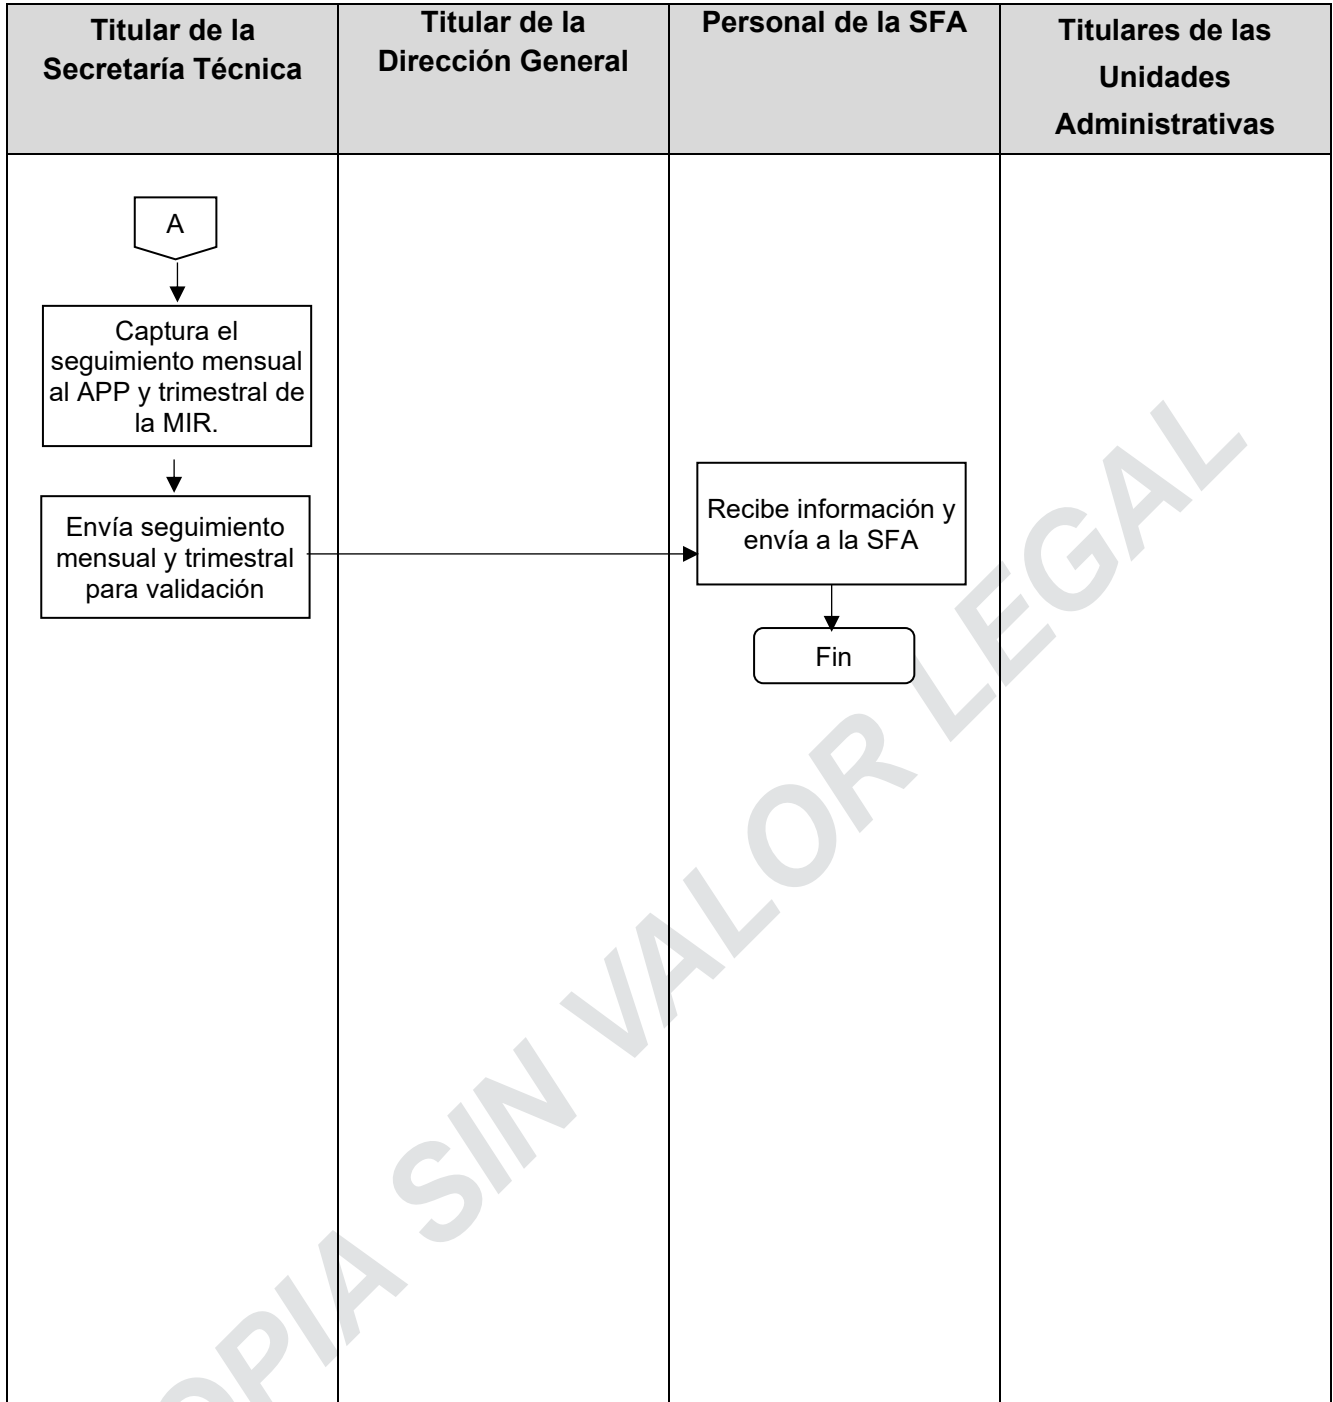 Titular de la
Secretaría Técnica
Titular de la
Dirección General
Personal de la SFA
Titulares de las
Unidades
Administrativas
A
Captura el
seguimiento mensual
al APP y trimestral de
la MIR.
Envía seguimiento
mensual y trimestral
para validación
Recibe información y
envía a la SFA
Fin
OPIA SIN VALOR LEGAL